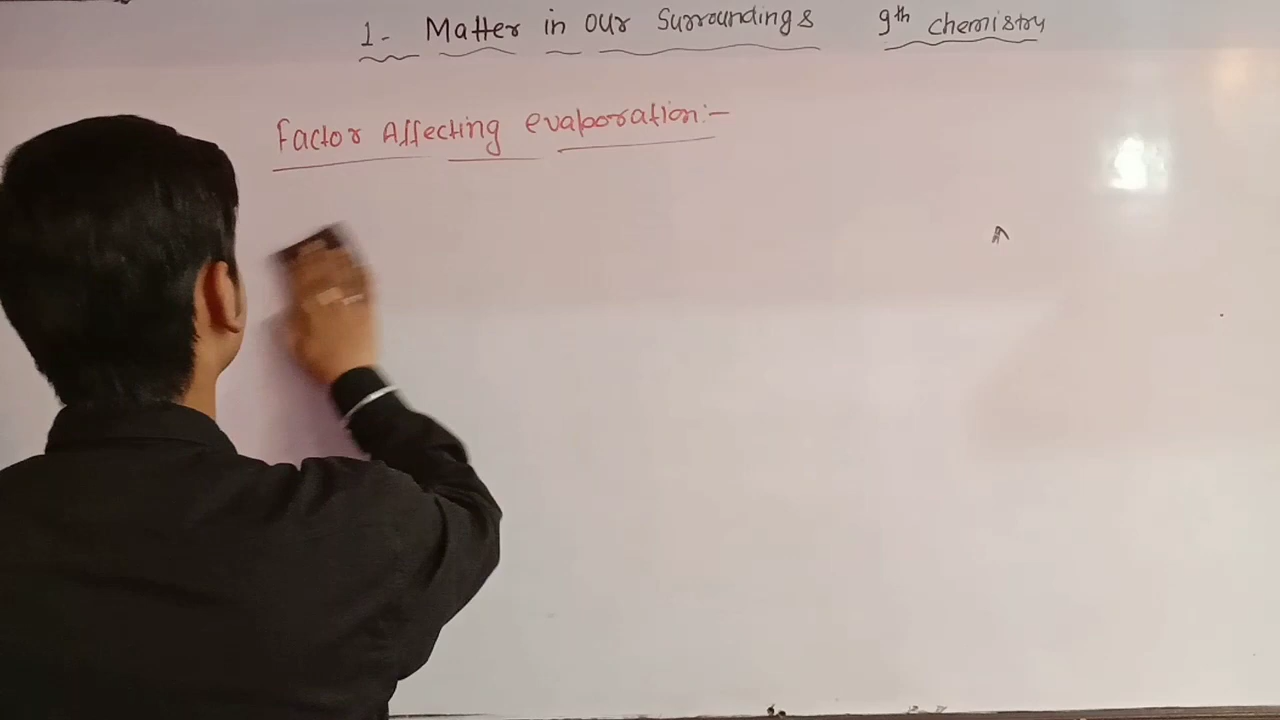 1- Matter in our Surroundings 9th chemistry
Factor Affecting evaporation:-